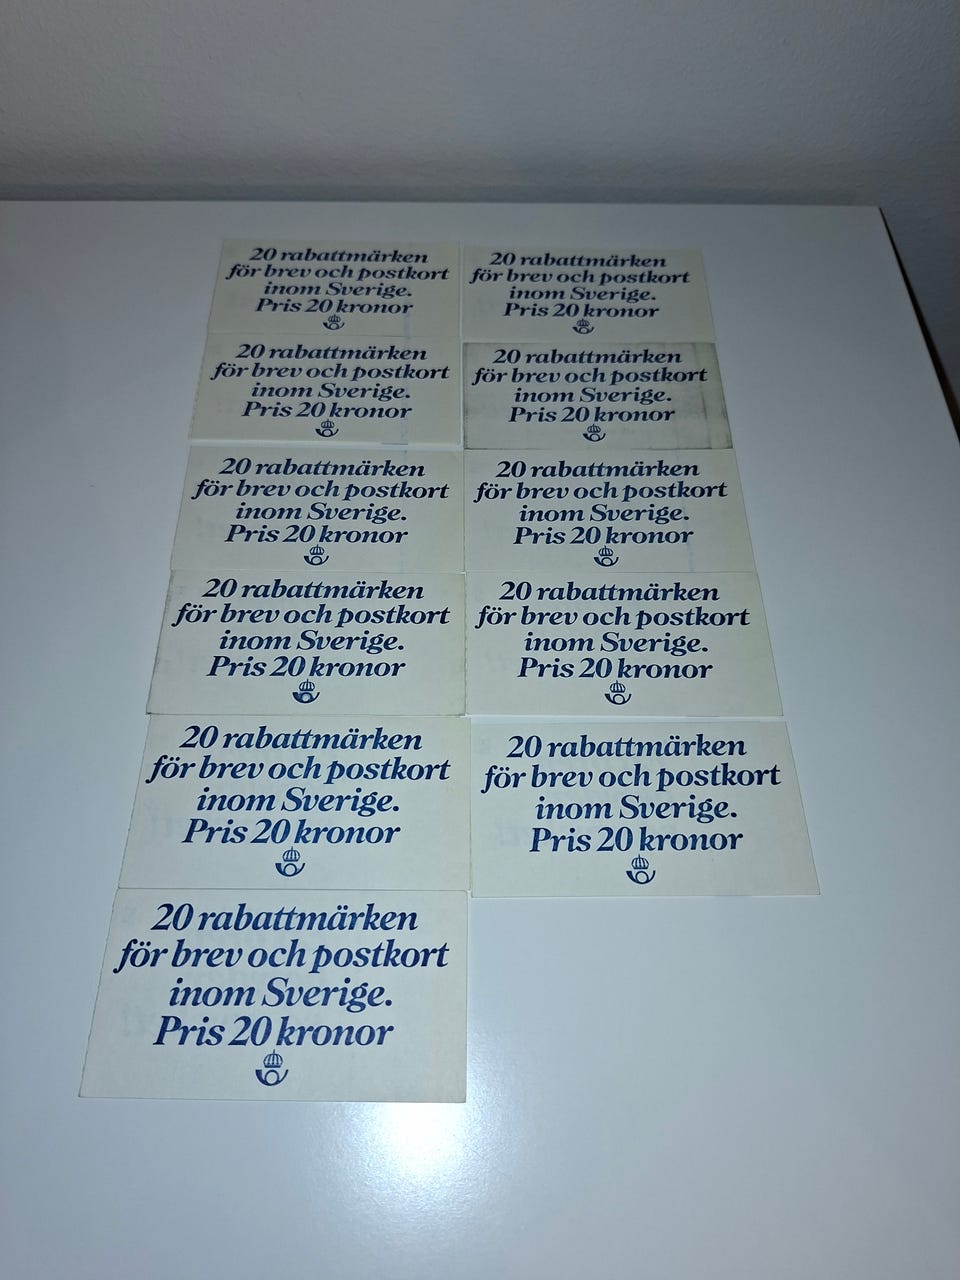 20 rabattmärken
för brev och postkort
inom Sverige.
Pris 20 kronor
20 rabattmärken
för brev och postkort
inom Sverige.
Pris 20 kronor
20 rabattmärken
för brev och postkort
inom Sverige.
Pris 20 kronor
20 rabattmärken
för brev och postkort
inom Sverige.
Pris 20 kronor
20 rabattmärken
för brev och postkort
inom Sverige.
Pris 20 kronor
20 rabattmärken
för brev och postkort
inom Sverige.
Pris 20 kronor
20 rabattmärken
för brev och postkort
inom Sverige.
Pris 20 kronor
20 rabattmärken
för brev och postkort
inom Sverige.
Pris 20 kronor
20 rabattmärken
för brev och postkort
inom Sverige.
Pris 20 kronor
20 rabattmärken
för brev och postkort
inom Sverige.
Pris 20 kronor
20 rabattmärken
för brev och postkort
inom Sverige.
Pris 20 kronor